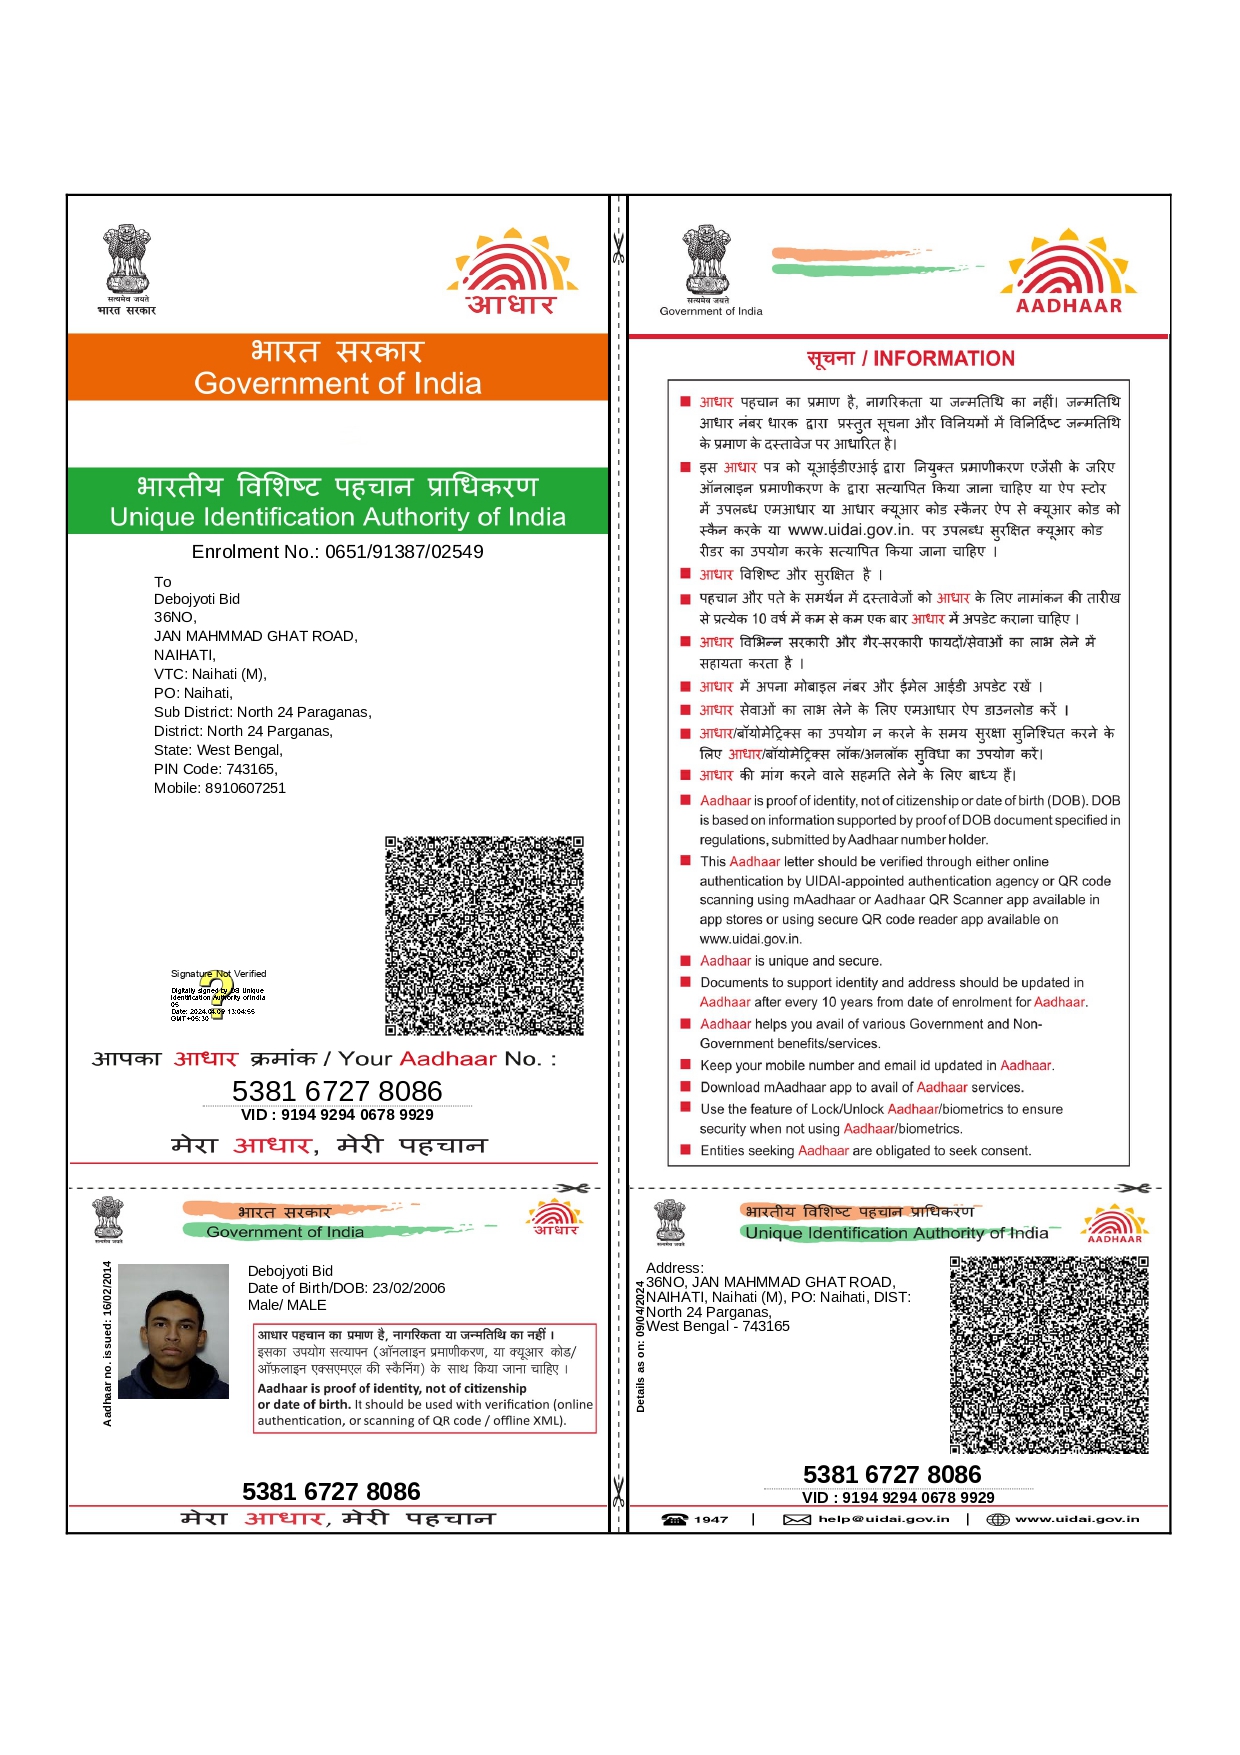 सत्यमेव जयते
भारत सरकार
आधार
भारत सरकार
Government of India
भारतीय विशिष्ट पहचान प्राधिकरण
Unique Identification Authority of India
Enrolment No.: 0651/91387/02549
To
Debojyoti Bid
36NO,
JAN MAHMMAD GHAT ROAD,
NAIHATI,
VTC: Naihati (M),
PO: Naihati,
Sub District: North 24 Paraganas,
District: North 24 Parganas,
State: West Bengal,
PIN Code: 743165,
Mobile: 8910607251
Signature Not Verified
Digitally signed by DS Unique
Identification Authority of India
05
Date: 2024.04.09 13:04:55
GMT+05:30
आपका आधार क्रमांक / Your Aadhaar No. :
5381 6727 8086
VID : 9194 9294 0678 9929
मेरा आधार, मेरी पहचान
भारत सरकार
Government of India
आधार
Aadhaar no. issued: 16/02/2014
Debojyoti Bid
Date of Birth/DOB: 23/02/2006
Male/ MALE
आधार पहचान का प्रमाण है, नागरिकता या जन्मतिथि का नहीं ।
इसका उपयोग सत्यापन (ऑनलाइन प्रमाणीकरण, या क्यूआर कोड/
ऑफ़लाइन एक्सएमएल की स्कैनिंग) के साथ किया जाना चाहिए ।
Aadhaar is proof of identity, not of citizenship
or date of birth. It should be used with verification (online
authentication, or scanning of QR code / offline XML).
5381 6727 8086
मेरा आधार, मेरी पहचान
सत्यमेव जयते
Government of India
AADHAAR
सूचना / INFORMATION
आधार पहचान का प्रमाण है, नागरिकता या जन्मतिथि का नहीं। जन्मतिथि
आधार नंबर धारक द्वारा प्रस्तुत सूचना और विनियमों में विनिर्दिष्ट जन्मतिथि
के प्रमाण के दस्तावेज पर आधारित है।
इस आधार पत्र को यूआईडीएआई द्वारा नियुक्त प्रमाणीकरण एजेंसी के जरिए
ऑनलाइन प्रमाणीकरण के द्वारा सत्यापित किया जाना चाहिए या ऐप स्टोर
में उपलब्ध एमआधार या आधार क्यूआर कोड स्कैनर ऐप से क्यूआर कोड को
स्कैन करके या www.uidai.gov.in. पर उपलब्ध सुरक्षित क्यूआर कोड
रीडर का उपयोग करके सत्यापित किया जाना चाहिए ।
आधार विशिष्ट और सुरक्षित है ।
पहचान और पते के समर्थन में दस्तावेजों को आधार के लिए नामांकन की तारीख
से प्रत्येक 10 वर्ष में कम से कम एक बार आधार में अपडेट कराना चाहिए ।
आधार विभिन्न सरकारी और गैर-सरकारी फायदों/सेवाओं का लाभ लेने में
सहायता करता है ।
आधार में अपना मोबाइल नंबर और ईमेल आईडी अपडेट रखें ।
आधार सेवाओं का लाभ लेने के लिए एमआधार ऐप डाउनलोड करें ।
आधार/बॉयोमेट्रिक्स का उपयोग न करने के समय सुरक्षा सुनिश्चित करने के
लिए आधार/बॉयोमेट्रिक्स लॉक/अनलॉक सुविधा का उपयोग करें।
आधार की मांग करने वाले सहमति लेने के लिए बाध्य हैं।
Aadhaar is proof of identity, not of citizenship or date of birth (DOB). DOB
is based on information supported by proof of DOB document specified in
regulations, submitted by Aadhaar number holder.
This Aadhaar letter should be verified through either online
authentication by UIDAI-appointed authentication agency or QR code
scanning using mAadhaar or Aadhaar QR Scanner app available in
app stores or using secure QR code reader app available on
www.uidai.gov.in.
Aadhaar is unique and secure.
Documents to support identity and address should be updated in
Aadhaar after every 10 years from date of enrolment for Aadhaar.
Aadhaar helps you avail of various Government and Non-
Government benefits/services.
Keep your mobile number and email id updated in Aadhaar.
Download mAadhaar app to avail of Aadhaar services.
Use the feature of Lock/Unlock Aadhaar/biometrics to ensure
security when not using Aadhaar/biometrics.
Entities seeking Aadhaar are obligated to seek consent.
भारतीय विशिष्ट पहचान प्राधिकरण
Unique Identification Authority of India
AADHAAR
Details as on: 09/04/2024
Address:
36NO, JAN MAHMMAD GHAT ROAD,
NAIHATI, Naihati (M), PO: Naihati, DIST:
North 24 Parganas,
West Bengal - 743165
5381 6727 8086
VID : 9194 9294 0678 9929
1947 | help@uidai.gov.in | www.uidai.gov.in